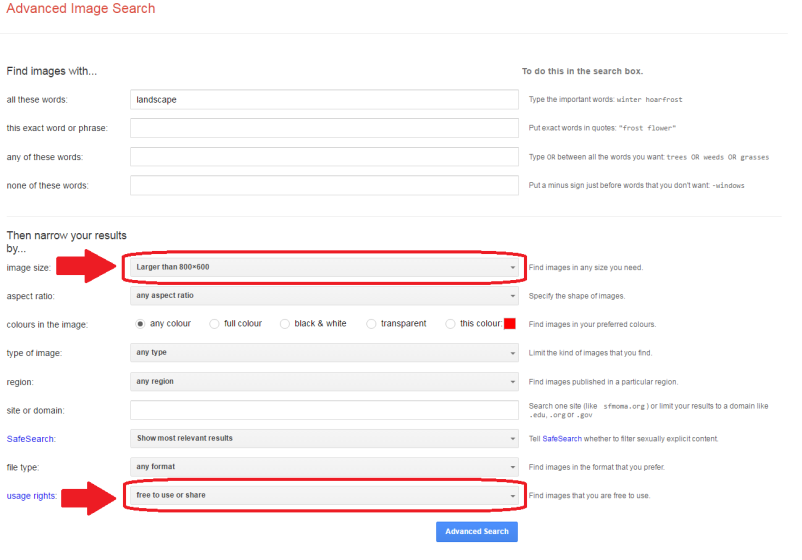 Advanced Image Search
Find images with...
To do this in the search box.
all these words:
landscape
Type the important words: winter hoarfrost
this exact word or phrase:
Put exact words in quotes: "frost flower"
any of these words:
Type OR between all the words you want: trees OR weeds OR grasses
none of these words:
Put a minus sign just before words that you don't want: -windows
Then narrow your results
by...
image size:
Larger than 800×600
Find images in any size you need.
aspect ratio:
any aspect ratio
Specify the shape of images.
colours in the image:
any colour
full colour
black & white
transparent
this colour:
Find images in your preferred colours.
type of image:
any type
Limit the kind of images that you find.
region:
any region
Find images published in a particular region.
site or domain:
Search one site (like sfmoma.org) or limit your results to a domain like
.edu, .org or .gov
SafeSearch:
Show most relevant results
Tell SafeSearch whether to filter sexually explicit content.
file type:
any format
Find images in the format that you prefer.
usage rights:
free to use or share
Find images that you are free to use.
Advanced Search